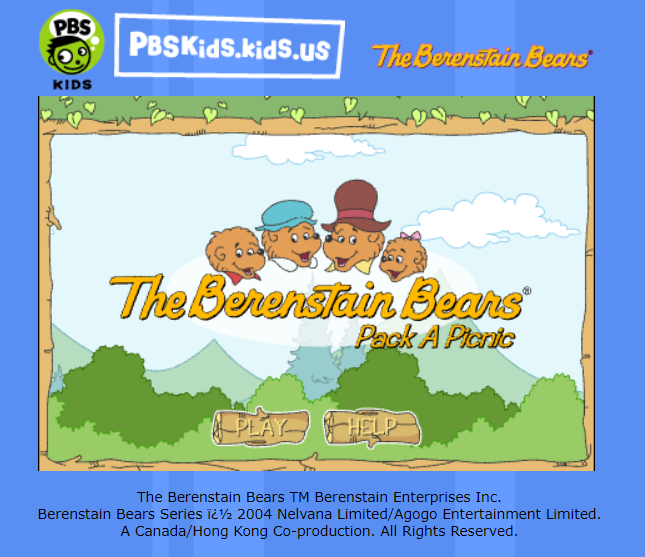 PBS
KIDS
PBSKids.kids.us
The Berenstain Bears®
The Berenstain Bears®
Pack A Picnic
PLAY
HELP
The Berenstain Bears TM Berenstain Enterprises Inc.
Berenstain Bears Series ï¿½ 2004 Nelvana Limited/Agogo Entertainment Limited.
A Canada/Hong Kong Co-production. All Rights Reserved.